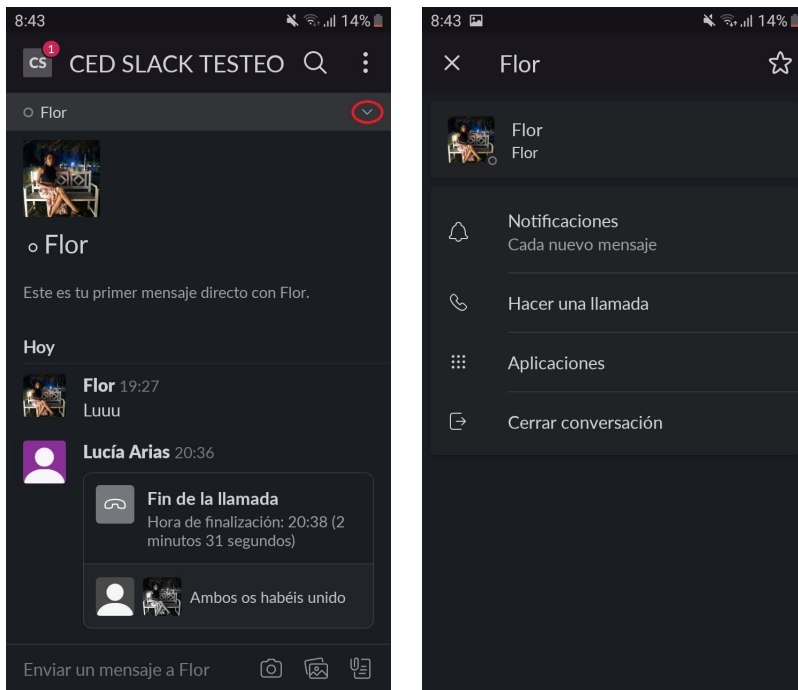 8:43
14%
CS
1
CED SLACK TESTEO
Flor
Flor
Este es tu primer mensaje directo con Flor.
Hoy
Flor 19:27
Luuu
Lucía Arias 20:36
Fin de la llamada
Hora de finalización: 20:38 (2
minutos 31 segundos)
Ambos os habéis unido
Enviar un mensaje a Flor
8:43
14%
Flor
Flor
Flor
Notificaciones
Cada nuevo mensaje
Hacer una llamada
Aplicaciones
Cerrar conversación